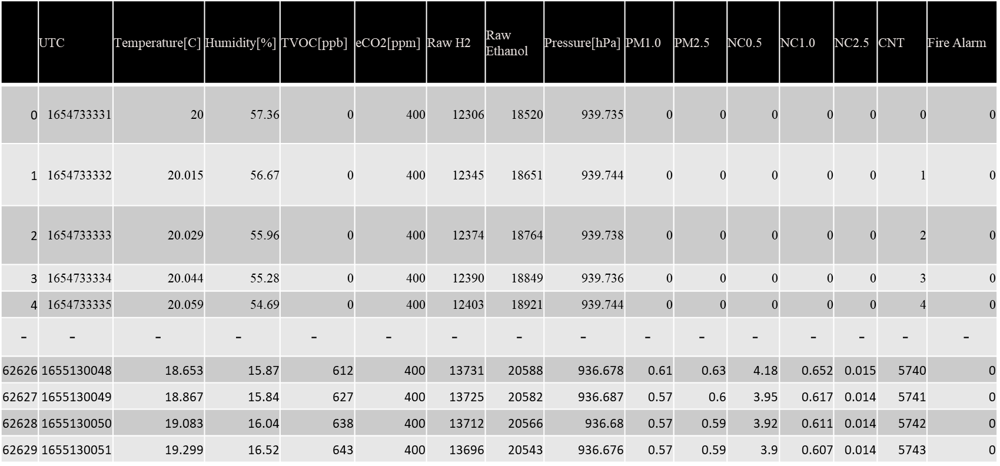 UTC Temperature[C] Humidity[%] TVOC[ppb] eCO2[ppm] Raw H2 Raw Ethanol Pressure[hPa] PM1.0 PM2.5 NC0.5 NC1.0 NC2.5 CNT Fire Alarm
0 1654733331 20 57.36 0 400 12306 18520 939.735 0 0 0 0 0 0 0
1 1654733332 20.015 56.67 0 400 12345 18651 939.744 0 0 0 0 0 1 0
2 1654733333 20.029 55.96 0 400 12374 18764 939.738 0 0 0 0 0 2 0
3 1654733334 20.044 55.28 0 400 12390 18849 939.736 0 0 0 0 0 3 0
4 1654733335 20.059 54.69 0 400 12403 18921 939.744 0 0 0 0 0 4 0
- - - - - - - - - - - - - - - -
62626 1655130048 18.653 15.87 612 400 13731 20588 936.678 0.61 0.63 4.18 0.652 0.015 5740 0
62627 1655130049 18.867 15.84 627 400 13725 20582 936.687 0.57 0.6 3.95 0.617 0.014 5741 0
62628 1655130050 19.083 16.04 638 400 13712 20566 936.68 0.57 0.59 3.92 0.611 0.014 5742 0
62629 1655130051 19.299 16.52 643 400 13696 20543 936.676 0.57 0.59 3.9 0.607 0.014 5743 0